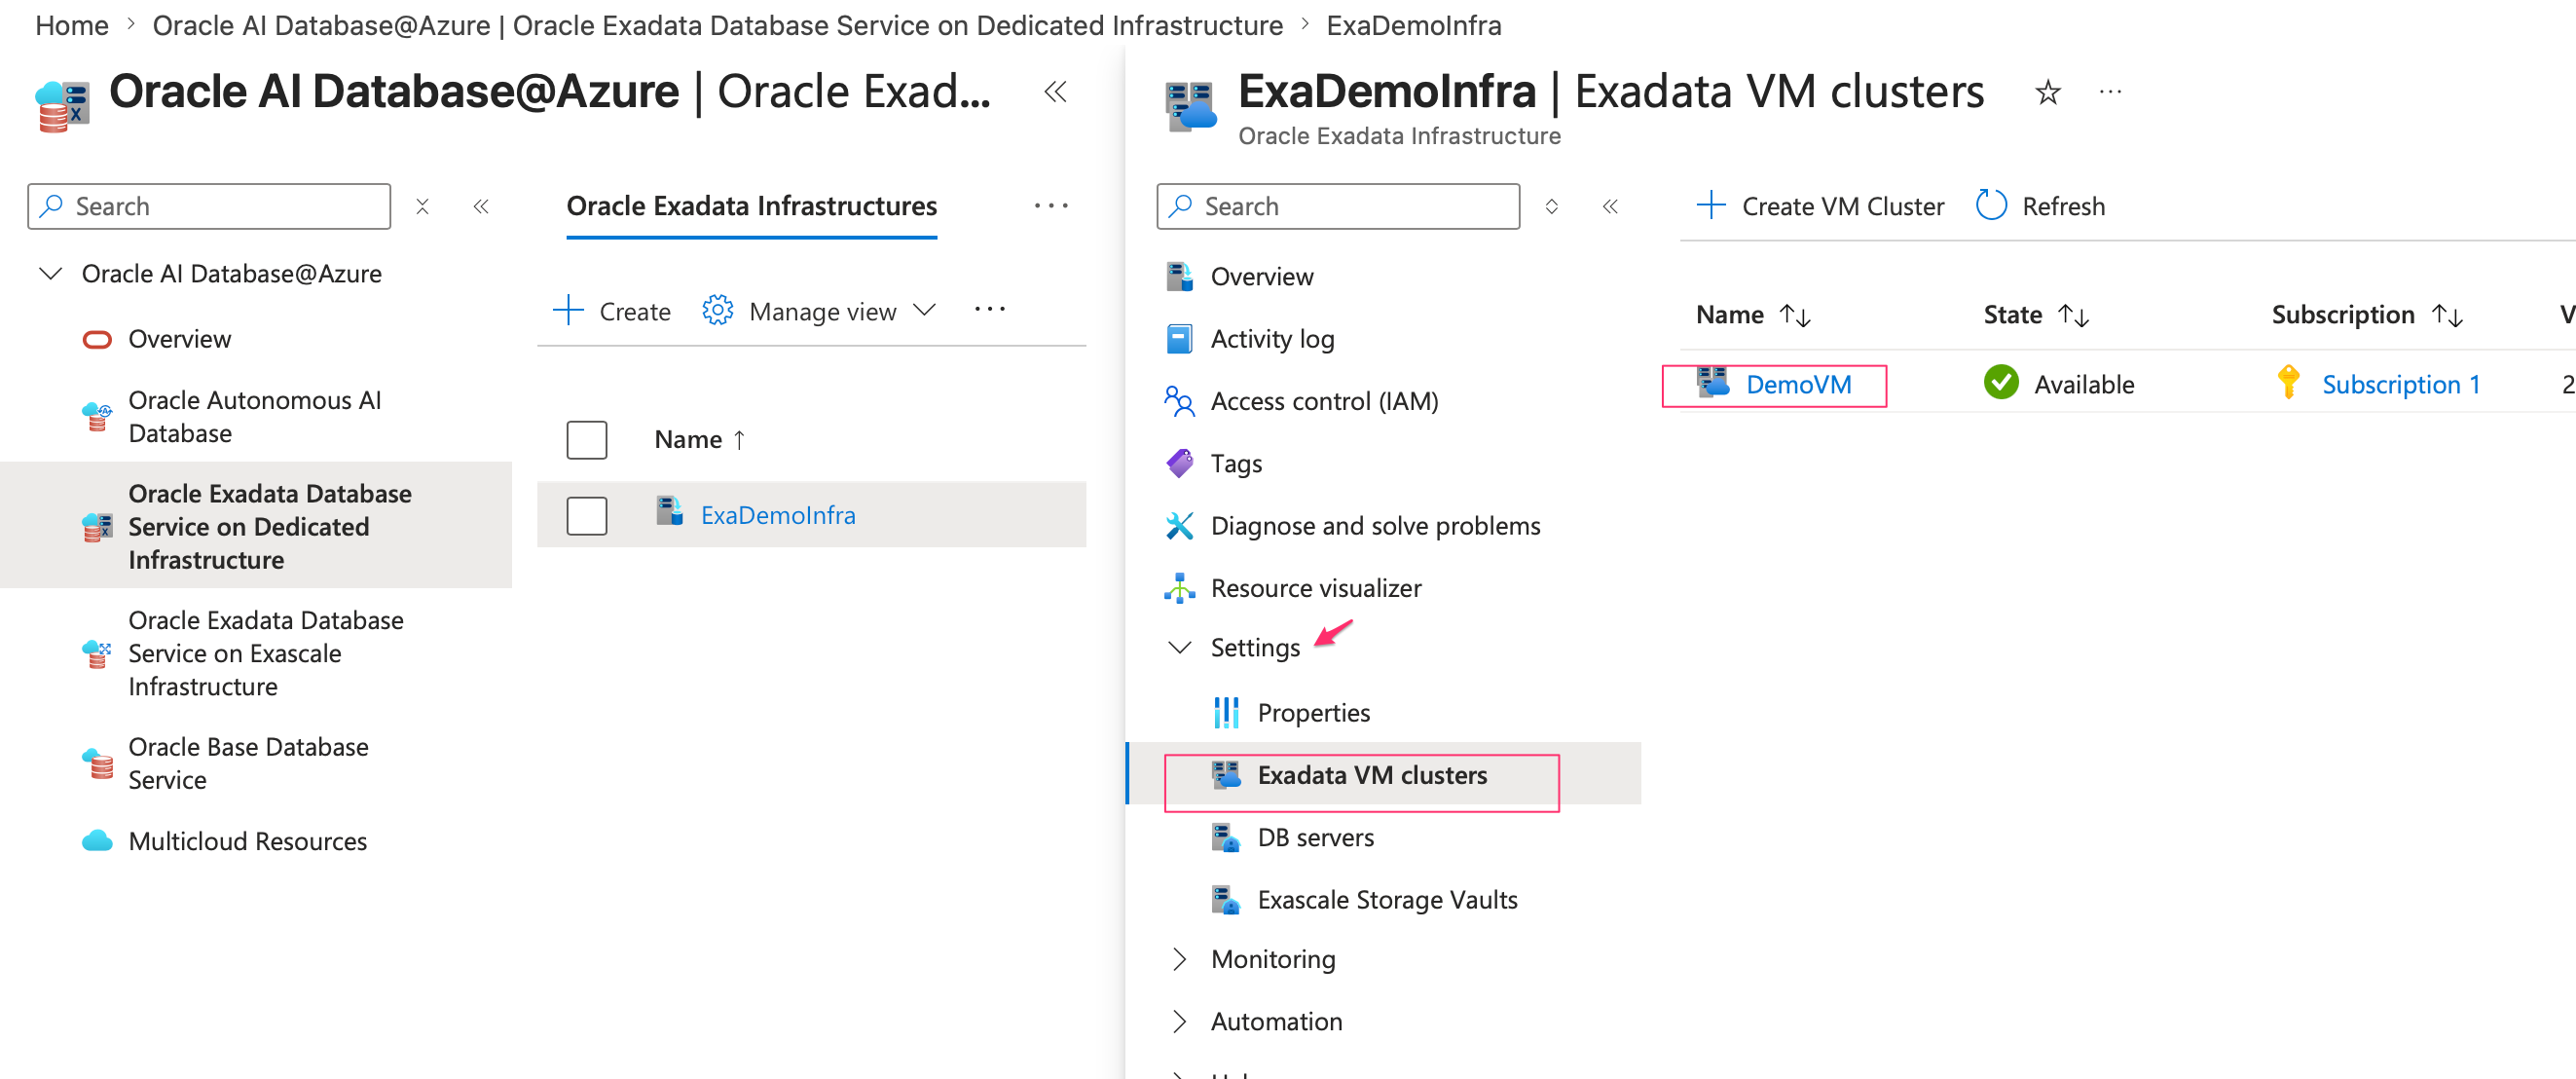 Home > Oracle AI Database@Azure | Oracle Exadata Database Service on Dedicated Infrastructure > ExaDemoInfra
Oracle AI Database@Azure | Oracle Exad...
Search
Oracle AI Database@Azure
Overview
Oracle Autonomous AI
Database
Oracle Exadata Database
Service on Dedicated
Infrastructure
Oracle Exadata Database
Service on Exascale
Infrastructure
Oracle Base Database
Service
Multicloud Resources
Oracle Exadata Infrastructures
Create Manage view
Name ↑
ExaDemoInfra
ExaDemoInfra | Exadata VM clusters
Oracle Exadata Infrastructure
Search
Overview
Activity log
Access control (IAM)
Tags
Diagnose and solve problems
Resource visualizer
Settings
Properties
Exadata VM clusters
DB servers
Exascale Storage Vaults
Monitoring
Automation
Create VM Cluster Refresh
Name ↑↓ State ↑↓ Subscription ↑↓
DemoVM Available Subscription 1